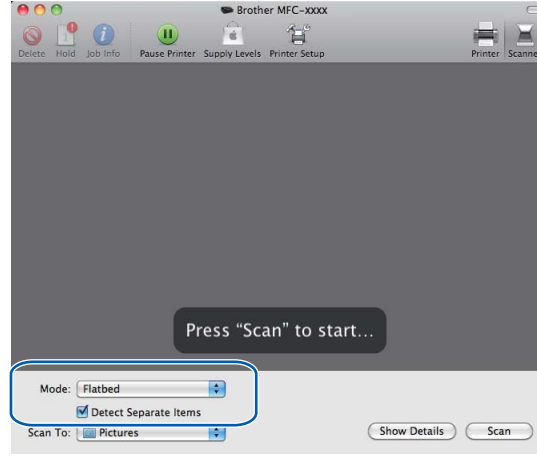 Brother MFC-XXXX
Delete Hold Job Info Pause Printer Supply Levels Printer Setup Printer Scanne
Press “Scan” to start...
Mode: Flatbed
Detect Separate Items
Scan To: Pictures Show Details Scan